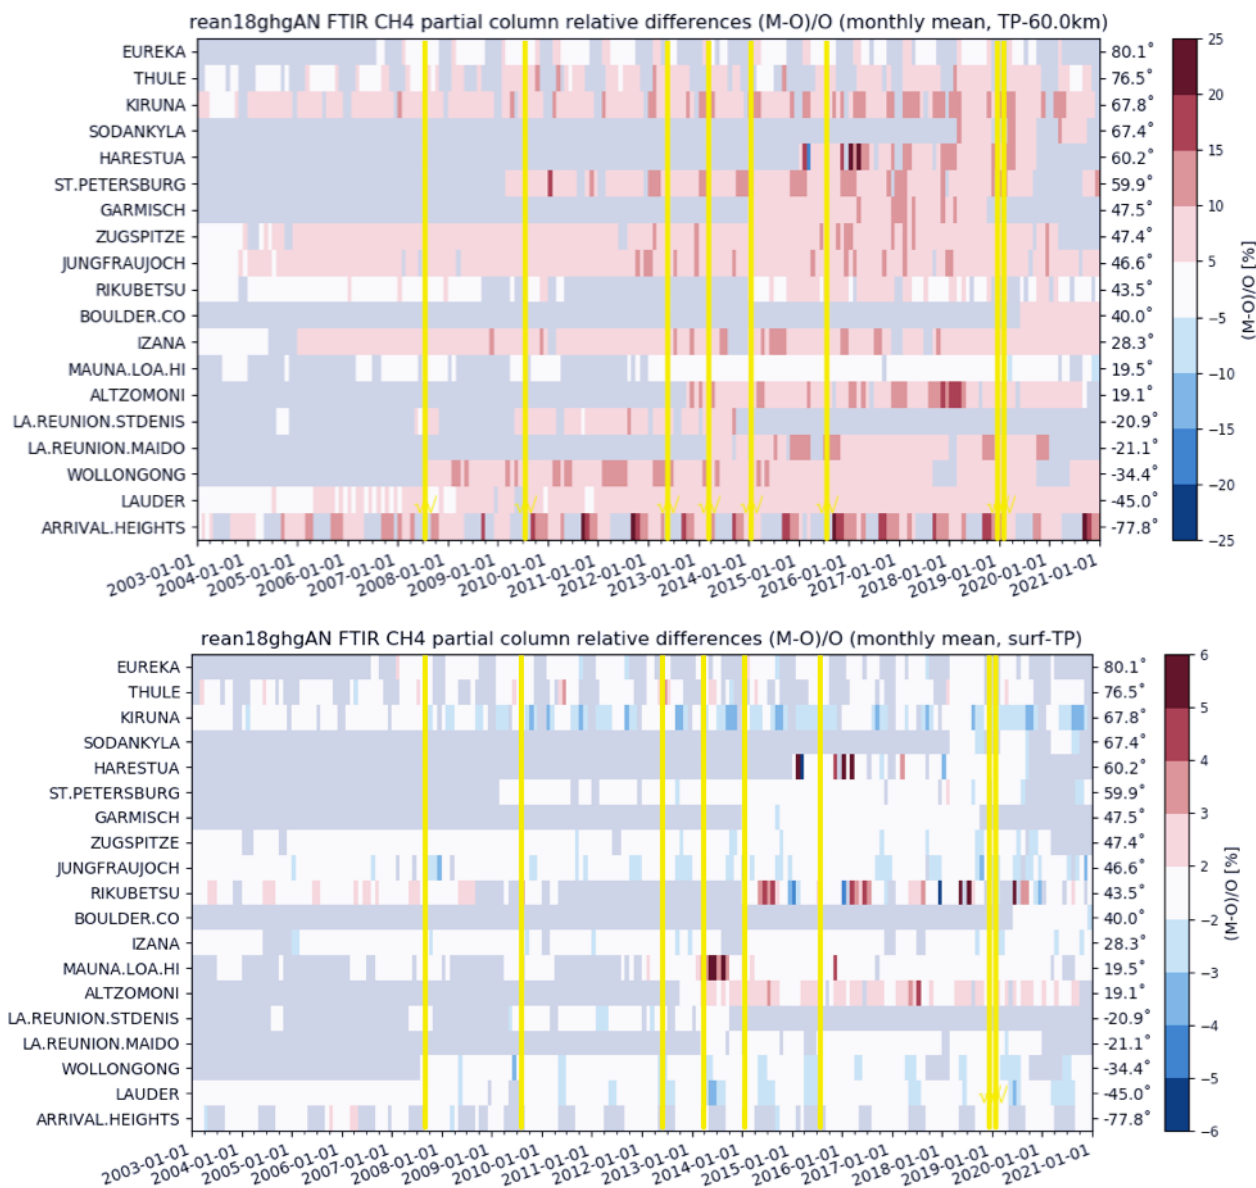 rean18ghgAN FTIR CH4 partial column relative differences (M-O)/O (monthly mean, TP-60.0km)
EUREKA 80.1° 25
THULE 76.5° 20
KIRUNA 67.8°
SODANKYLA 67.4° 15
HARESTUA 60.2°
ST.PETERSBURG 59.9° 10
GARMISCH 47.5°
ZUGSPITZE 47.4° 5
JUNGFRAUJOCH 46.6°
RIKUBETSU 43.5° (M-O)/O [%]
BOULDER.CO 40.0° −5
IZANA 28.3°
MAUNA.LOA.HI 19.5° −10
ALTZOMONI 19.1°
LA.REUNION.STDENIS -20.9° −15
LA.REUNION.MAIDO -21.1°
WOLLONGONG -34.4° −20
LAUDER -45.0°
ARRIVAL.HEIGHTS -77.8° −25
2003-01-01 2004-01-01 2005-01-01 2006-01-01 2007-01-01 2008-01-01 2009-01-01 2010-01-01 2011-01-01 2012-01-01 2013-01-01 2014-01-01 2015-01-01 2016-01-01 2017-01-01 2018-01-01 2019-01-01 2020-01-01 2021-01-01
rean18ghgAN FTIR CH4 partial column relative differences (M-O)/O (monthly mean, surf-TP)
EUREKA 80.1° 6
THULE 76.5° 5
KIRUNA 67.8°
SODANKYLA 67.4° 4
HARESTUA 60.2°
ST.PETERSBURG 59.9° 3
GARMISCH 47.5°
ZUGSPITZE 47.4° 2
JUNGFRAUJOCH 46.6°
RIKUBETSU 43.5° (M-O)/O [%]
BOULDER.CO 40.0° −2
IZANA 28.3°
MAUNA.LOA.HI 19.5° −3
ALTZOMONI 19.1°
LA.REUNION.STDENIS -20.9° −4
LA.REUNION.MAIDO -21.1°
WOLLONGONG -34.4° −5
LAUDER -45.0°
ARRIVAL.HEIGHTS -77.8° −6
2003-01-01 2004-01-01 2005-01-01 2006-01-01 2007-01-01 2008-01-01 2009-01-01 2010-01-01 2011-01-01 2012-01-01 2013-01-01 2014-01-01 2015-01-01 2016-01-01 2017-01-01 2018-01-01 2019-01-01 2020-01-01 2021-01-01